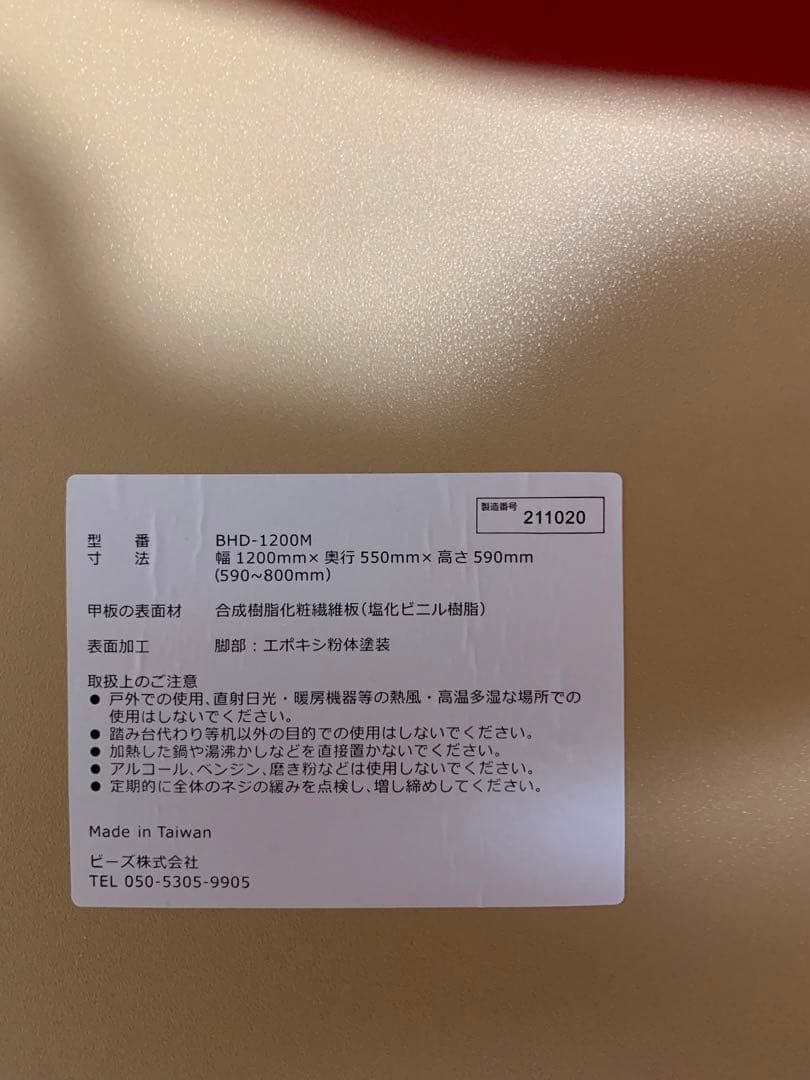 製造番号 211020
型 番 BHD-1200M
寸 法 幅 1200mm× 奥行 550mm× 高さ 590mm
(590~800mm)
甲板の表面材 合成樹脂化粧繊維板(塩化ビニル樹脂)
表面加工 脚部:エポキシ粉体塗装
取扱上のご注意
● 戸外での使用、直射日光・暖房機器等の熱風・高温多湿な場所での
使用はしないでください。
● 踏み台代わり等机以外の目的での使用はしないでください。
● 加熱した鍋や湯沸かしなどを直接置かないでください。
● アルコール、ベンジン、磨き粉などは使用しないでください。
● 定期的に全体のネジの緩みを点検し、増し締めしてください。
Made in Taiwan
ビーズ株式会社
TEL 050-5305-9905